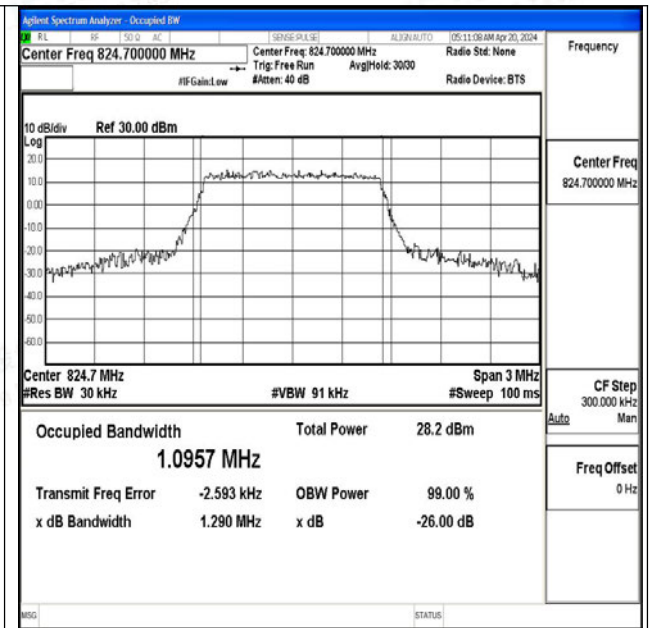 Agilent Spectrum Analyzer - Occupied BW
RL RF 50 Ω AC SENSE:PULSE ALIGN AUTO 05:11:08 AM Apr 20, 2024
Center Freq 824.700000 MHz
Center Freq: 824.700000 MHz
Radio Std: None
Trig: Free Run Avg|Hold: 30/30
#IFGain:Low #Atten: 40 dB Radio Device: BTS
Frequency
10 dB/div Ref 30.00 dBm
Log
20.0
10.0
0.00
-10.0
-20.0
-30.0
-40.0
-50.0
-60.0
Center 824.7 MHz Span 3 MHz
#Res BW 30 kHz #VBW 91 kHz #Sweep 100 ms
Occupied Bandwidth Total Power 28.2 dBm
1.0957 MHz
Transmit Freq Error -2.593 kHz OBW Power 99.00 %
x dB Bandwidth 1.290 MHz x dB -26.00 dB
Center Freq
824.700000 MHz
CF Step
300.000 kHz
Auto Man
Freq Offset
0 Hz
MSG STATUS